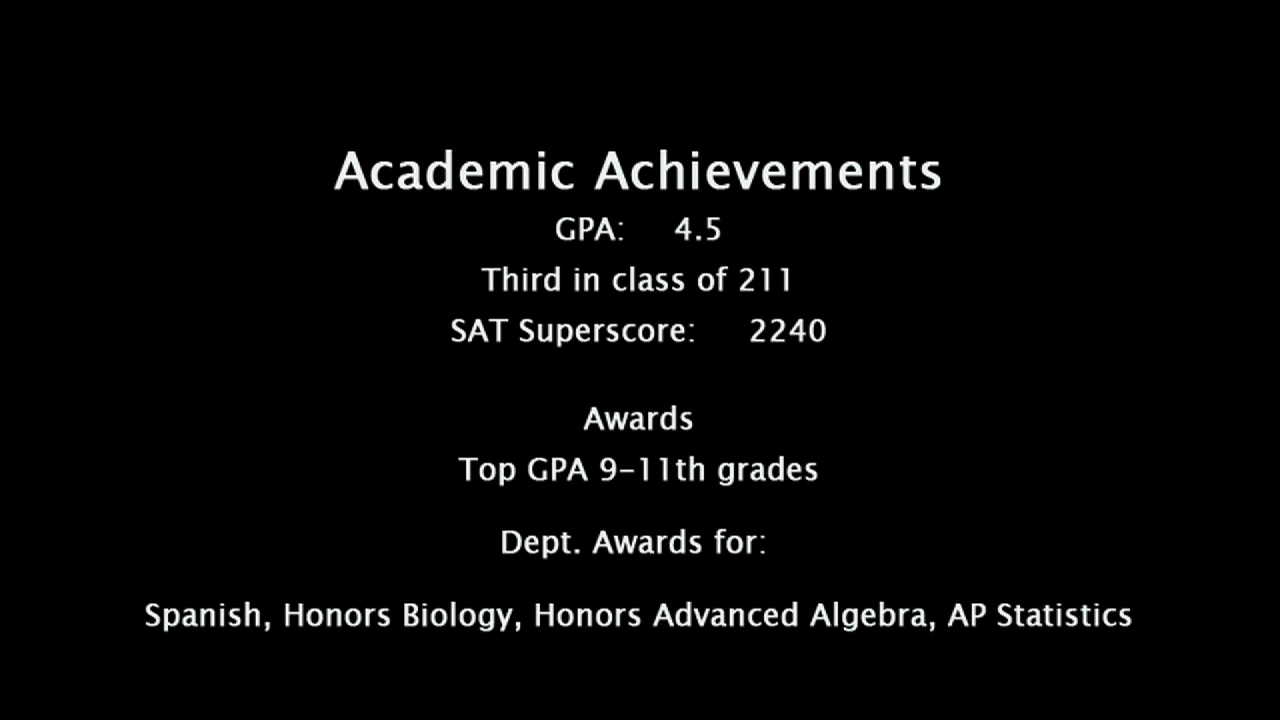 Academic Achievements
GPA: 4.5
Third in class of 211
SAT Superscore: 2240
Awards
Top GPA 9-11th grades
Dept. Awards for:
Spanish, Honors Biology, Honors Advanced Algebra, AP Statistics